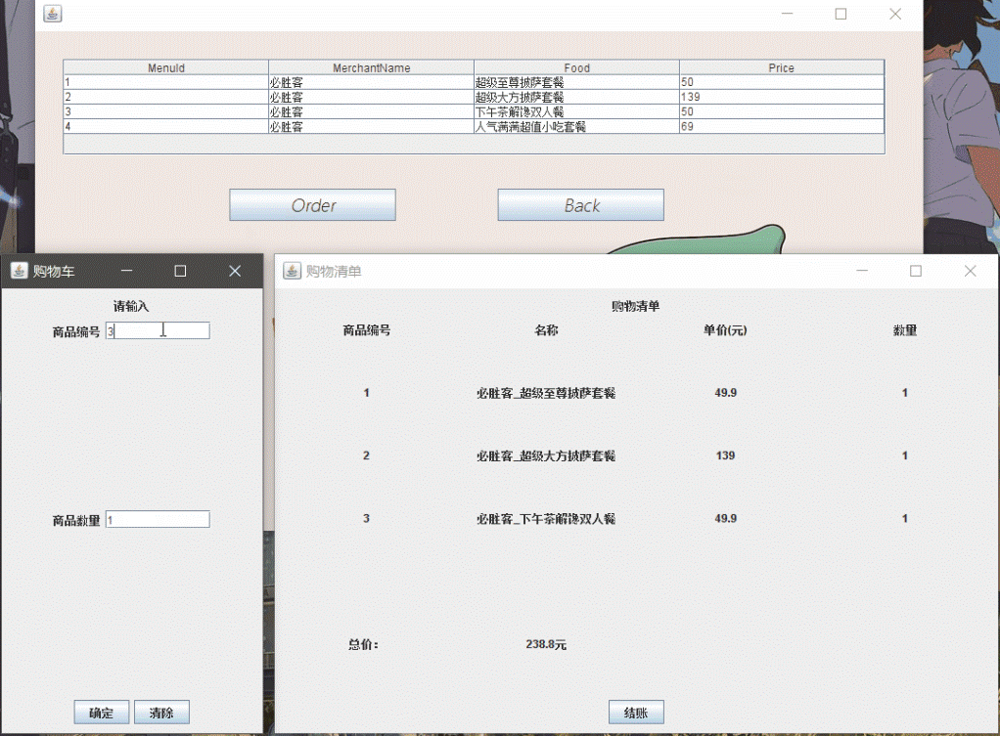 MenuId MerchantName Food Price
1 必胜客 超级至尊披萨套餐 50
2 必胜客 超级大方披萨套餐 139
3 必胜客 下午茶解馋双人餐 50
4 必胜客 人气满满超值小吃套餐 69
Order Back
购物车
请输入
商品编号 3
商品数量 1
确定 清除
购物清单
购物清单
商品编号 名称 单价(元) 数量
1 必胜客_超级至尊披萨套餐 49.9 1
2 必胜客_超级大方披萨套餐 139 1
3 必胜客_下午茶解馋双人餐 49.9 1
总价: 238.8元
结账